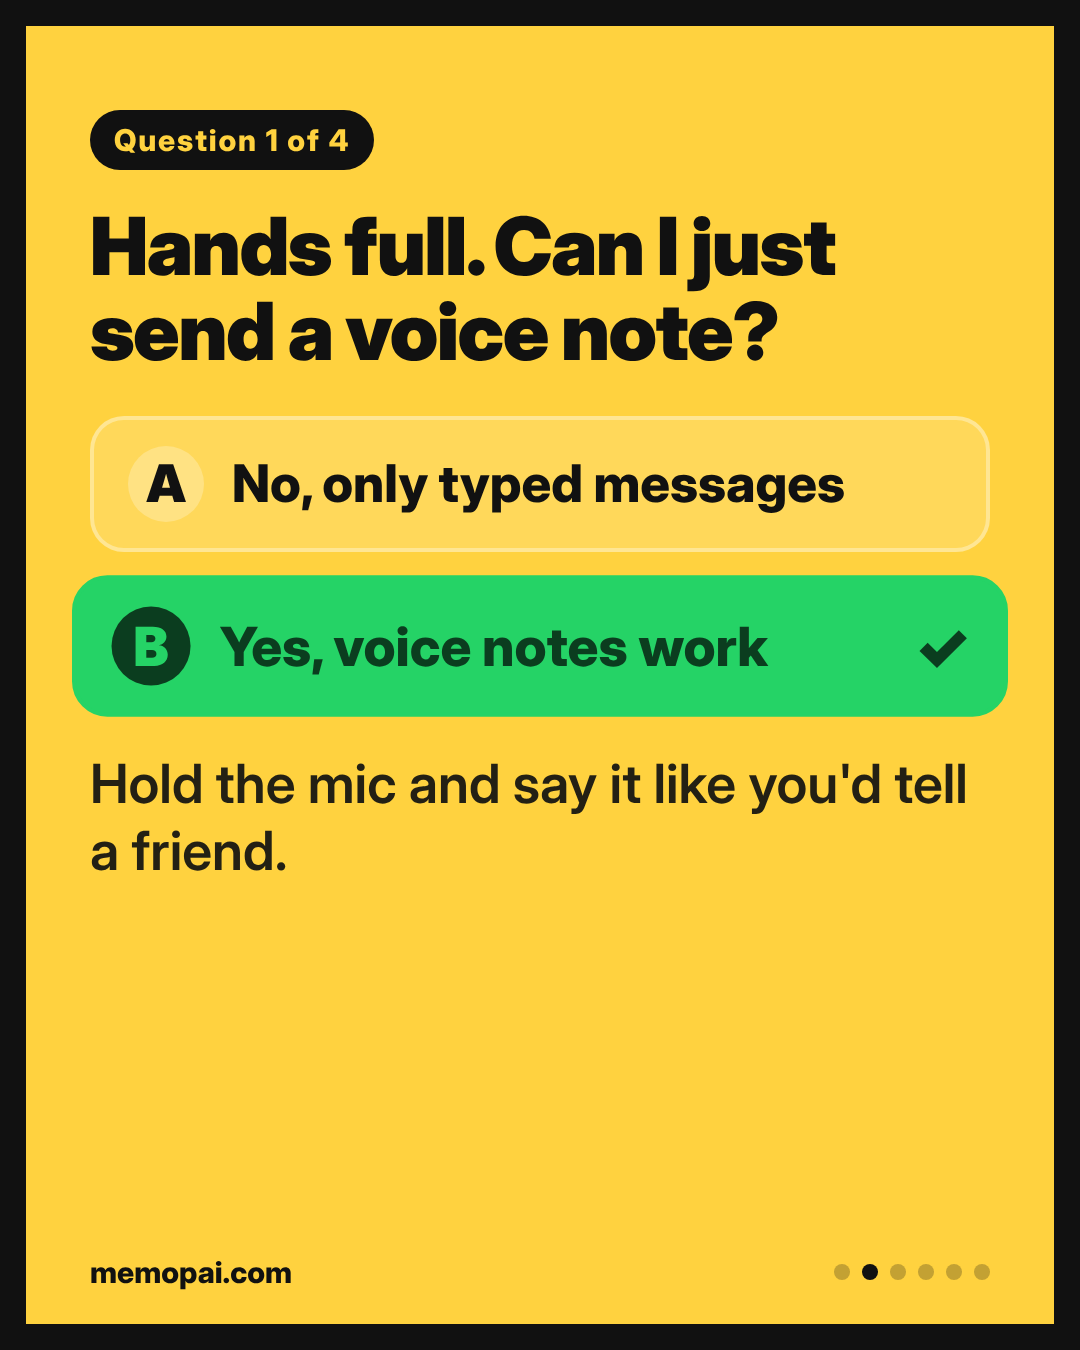 Question 1 of 4
Hands full. Can I just
send a voice note?
A No, only typed messages
B Yes, voice notes work
Hold the mic and say it like you'd tell
a friend.
memopai.com